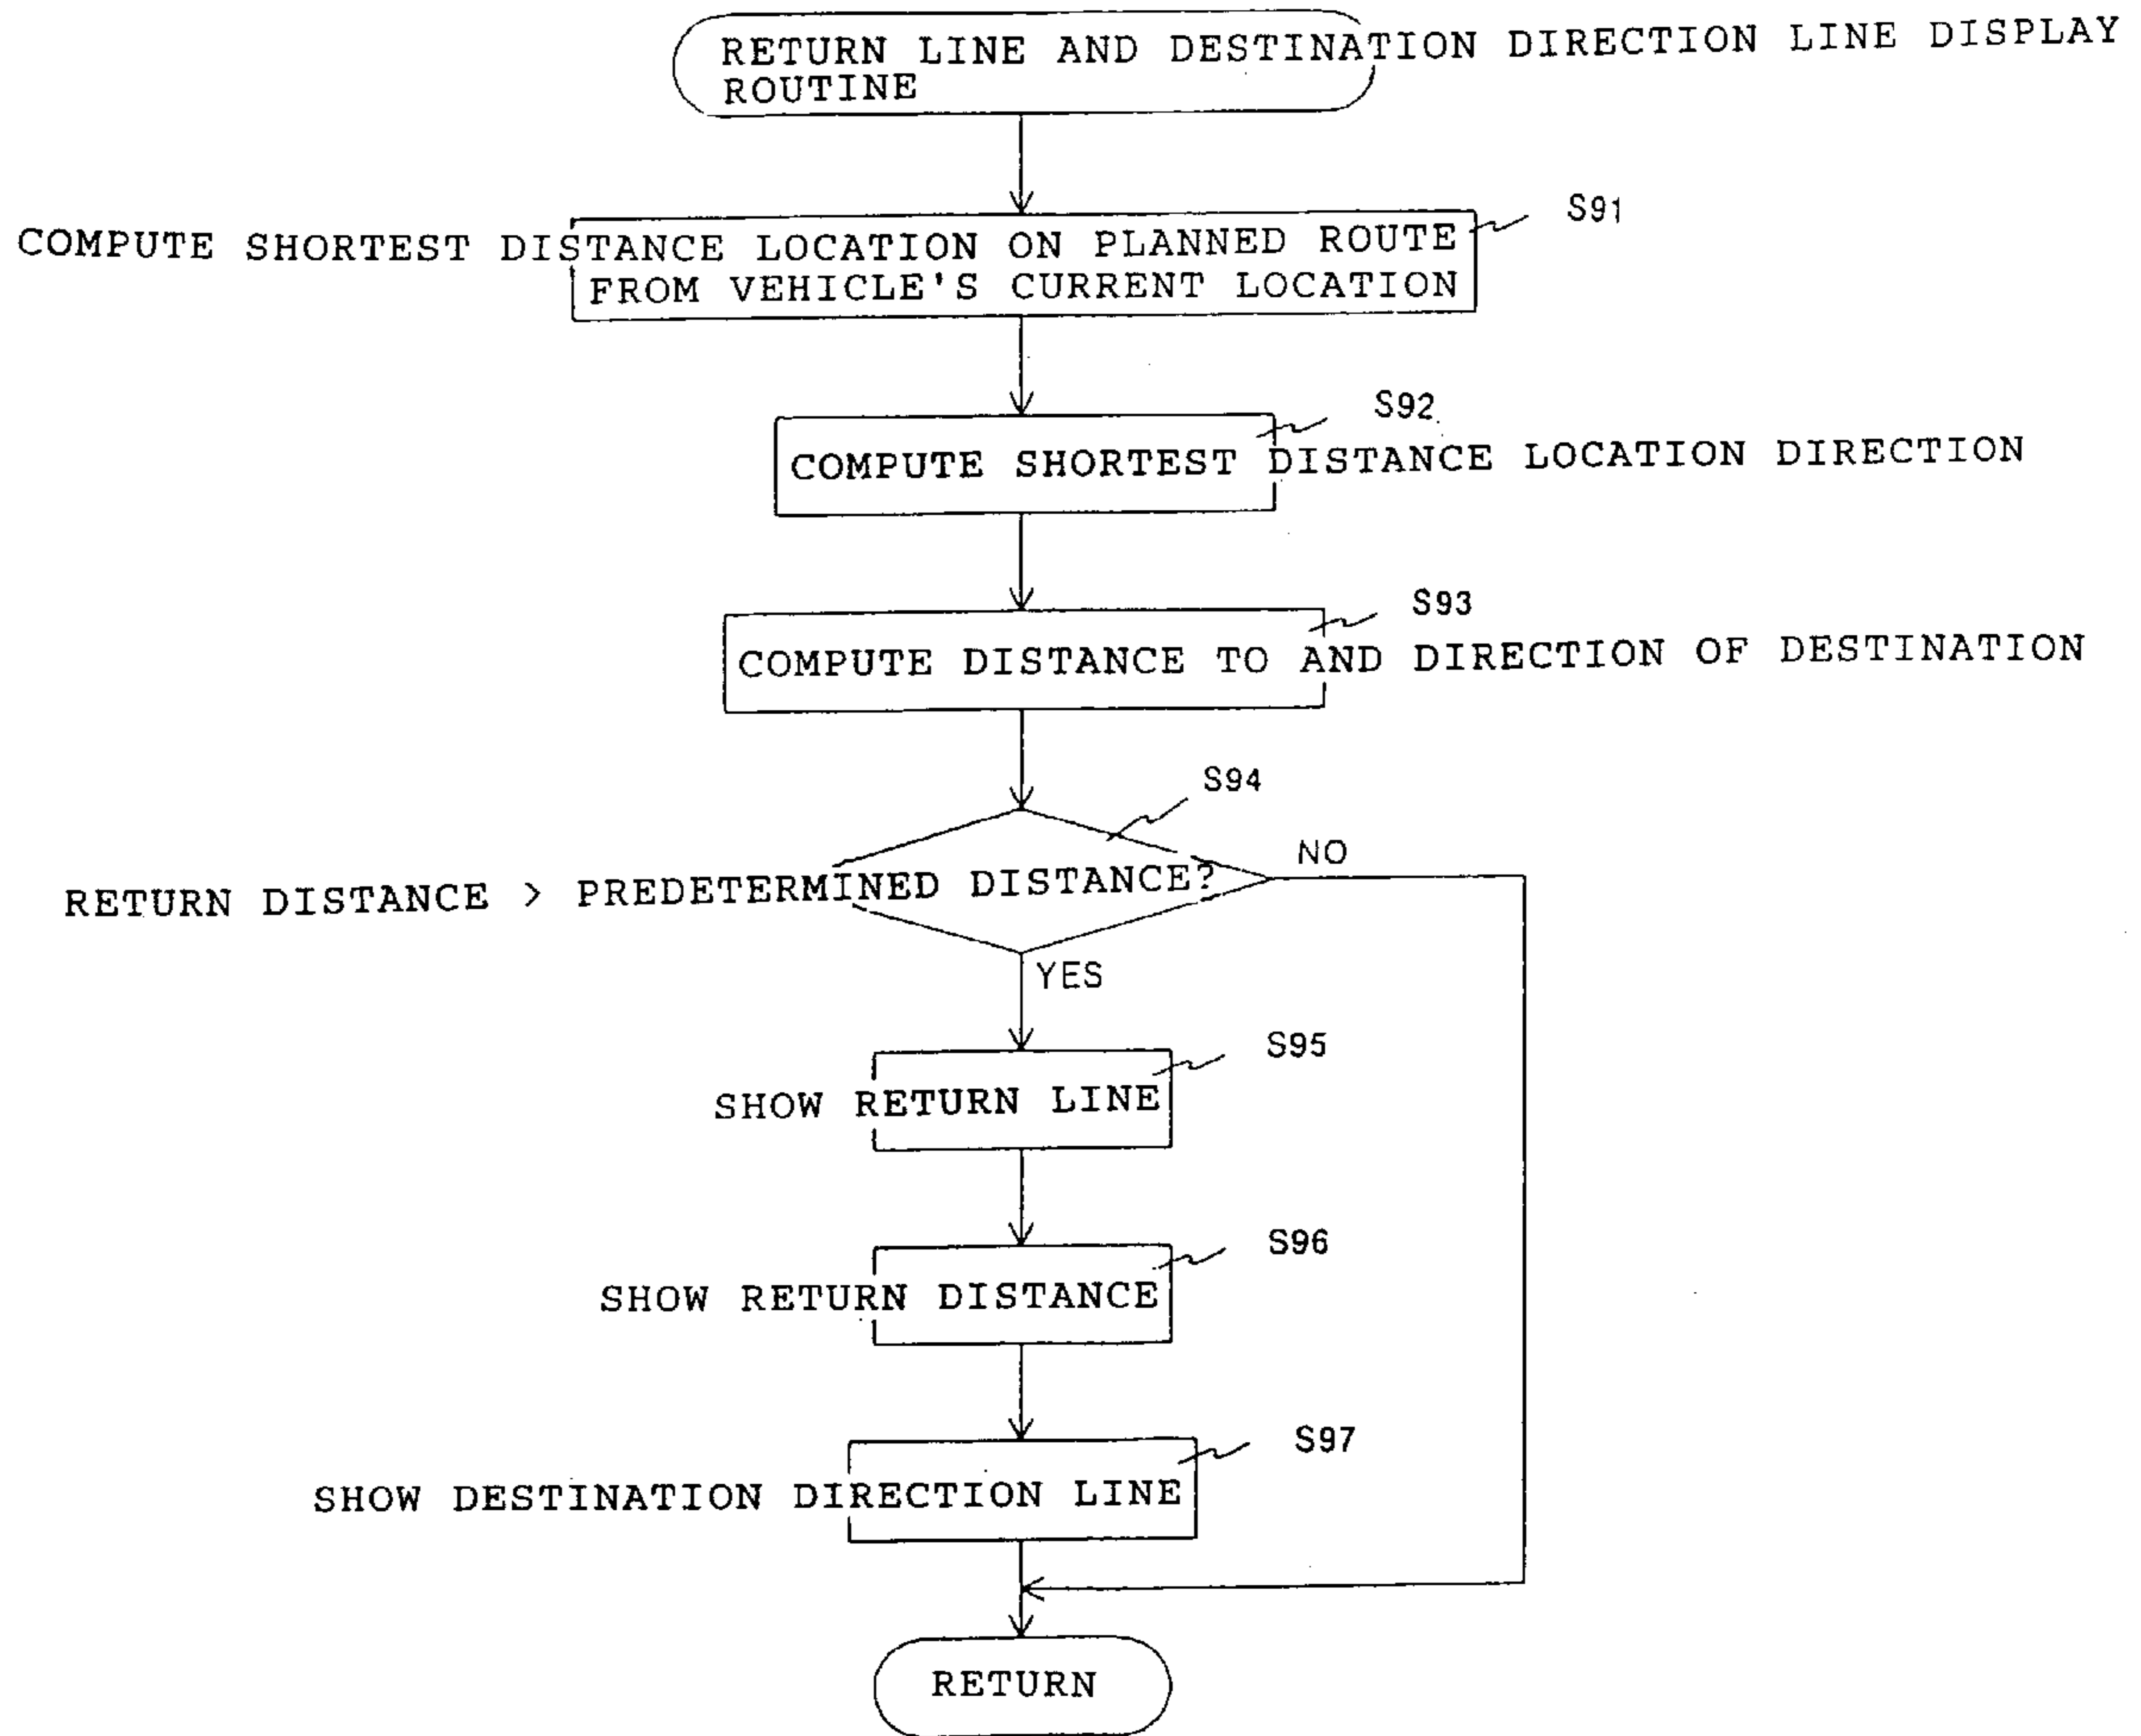 RETURN LINE AND DESTINATION DIRECTION LINE DISPLAY
ROUTINE
S91
COMPUTE SHORTEST DISTANCE LOCATION ON PLANNED ROUTE
FROM VEHICLE'S CURRENT LOCATION
S92
COMPUTE SHORTEST DISTANCE LOCATION DIRECTION
S93
COMPUTE DISTANCE TO AND DIRECTION OF DESTINATION
S94
NO
RETURN DISTANCE > PREDETERMINED DISTANCE?
YES
S95
SHOW RETURN LINE
S96
SHOW RETURN DISTANCE
S97
SHOW DESTINATION DIRECTION LINE
RETURN